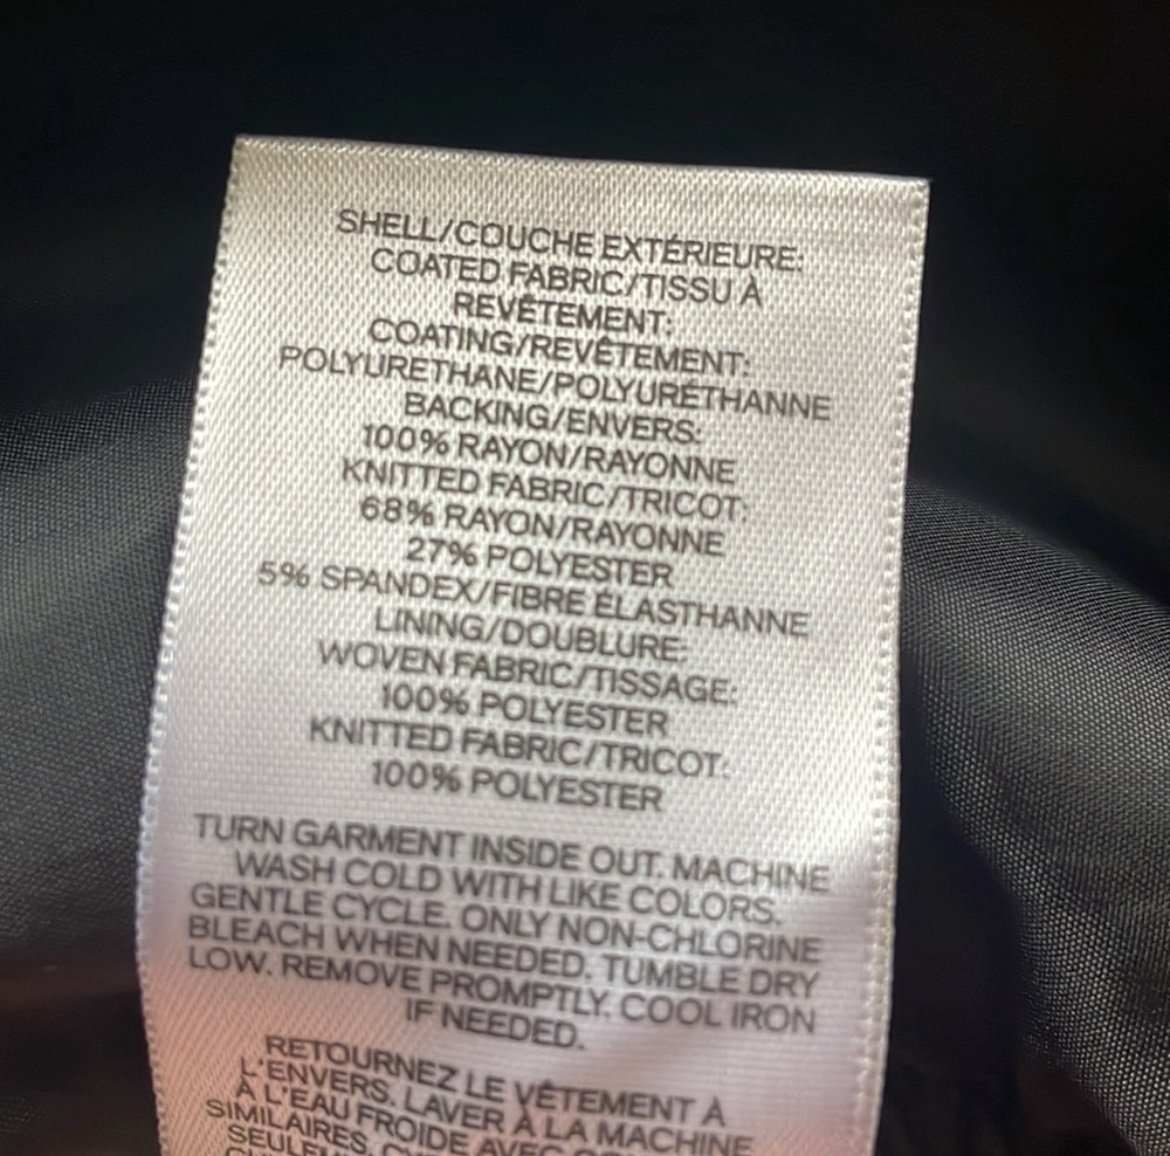 SHELL/COUCHE EXTÉRIEURE:
COATED FABRIC/TISSU À
REVÊTEMENT:
COATING/REVÊTEMENT:
POLYURETHANE/POLYURÉTHANNE
BACKING/ENVERS:
100% RAYON/RAYONNE
KNITTED FABRIC/TRICOT:
68% RAYON/RAYONNE
27% POLYESTER
5% SPANDEX/FIBRE ÉLASTHANNE
LINING/DOUBLURE:
WOVEN FABRIC/TISSAGE:
100% POLYESTER
KNITTED FABRIC/TRICOT:
100% POLYESTER
TURN GARMENT INSIDE OUT. MACHINE
WASH COLD WITH LIKE COLORS.
GENTLE CYCLE. ONLY NON-CHLORINE
BLEACH WHEN NEEDED. TUMBLE DRY
LOW. REMOVE PROMPTLY. COOL IRON
IF NEEDED.
RETOURNEZ LE VÊTEMENT À
L'ENVERS. LAVER À LA MACHINE
À L'EAU FROIDE AVEC
SIMILAIRES.